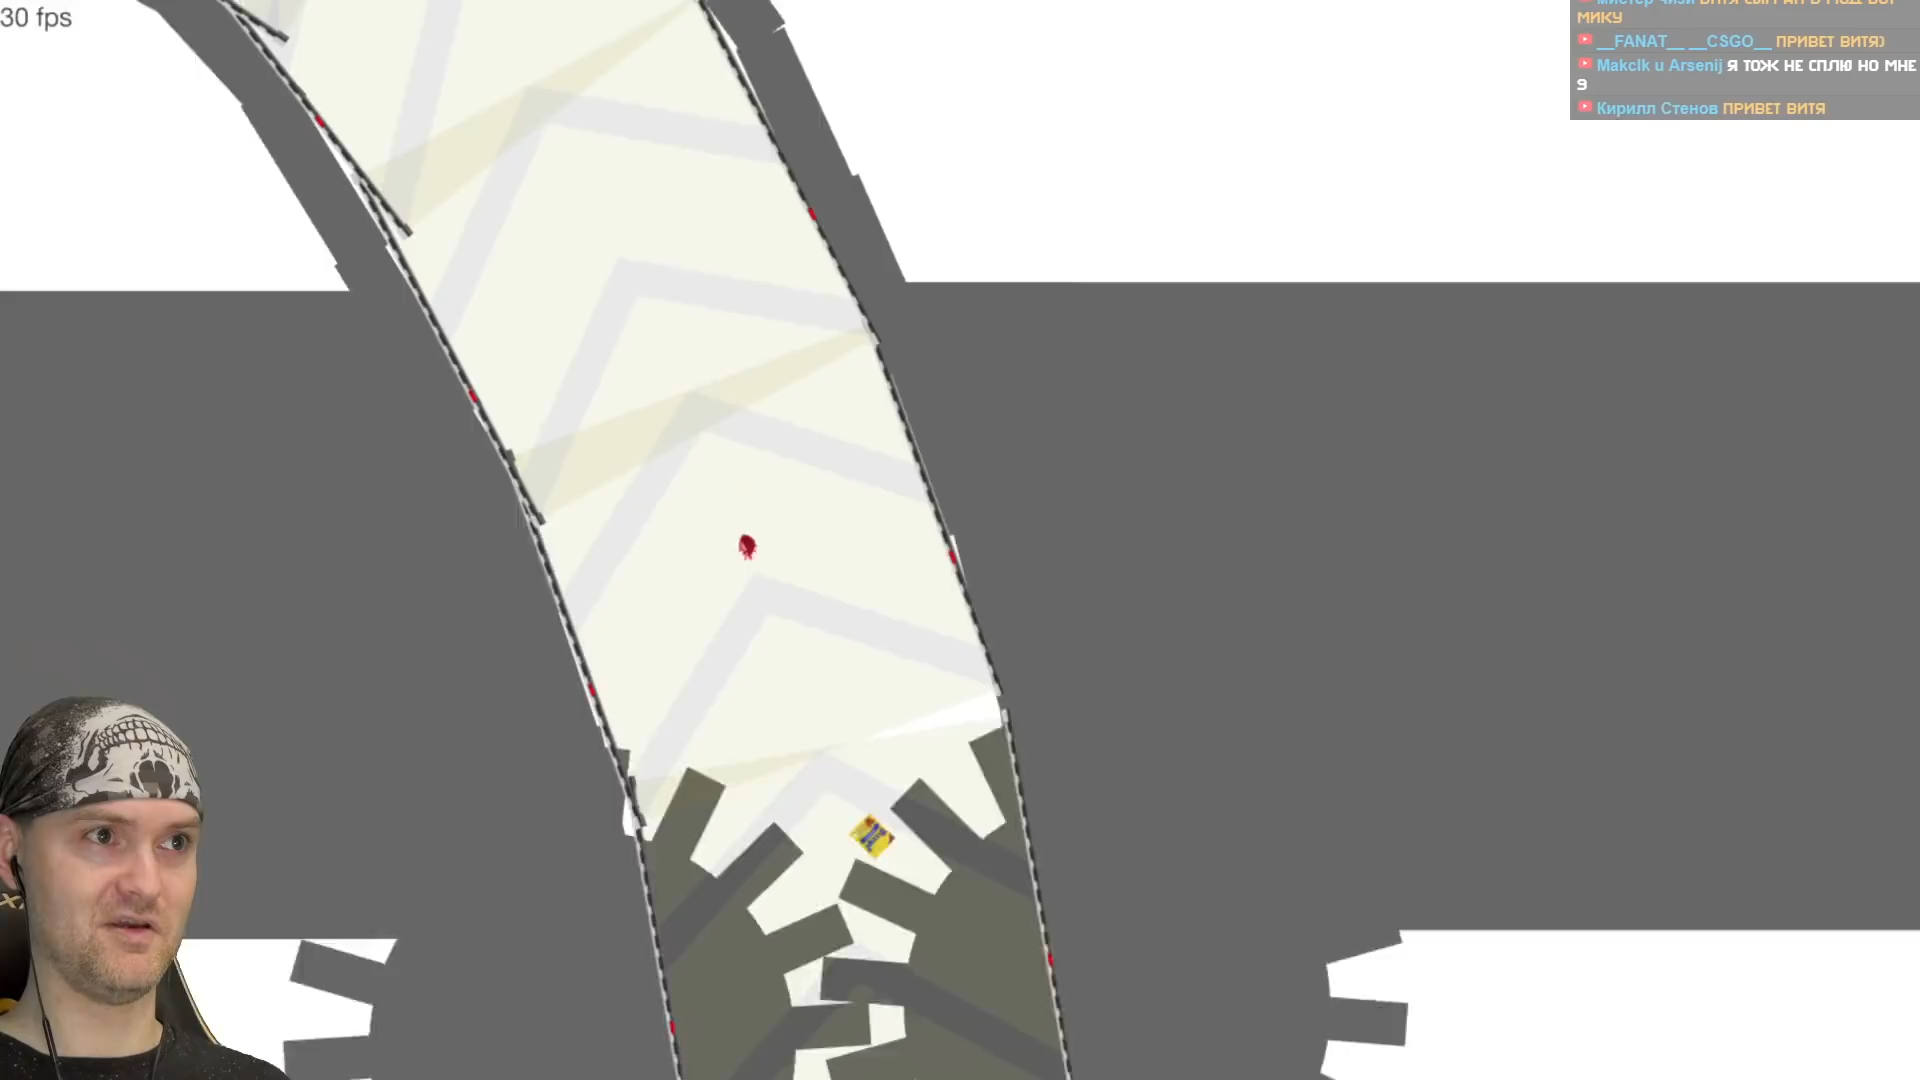 30 fps
МИКУ
__FANAT__ __CSGO__ ПРИВЕТ ВИТЯ)
Makclk u Arsenij Я ТОЖ НЕ СПЛЮ НО МНЕ
9
Кирилл Стенов ПРИВЕТ ВИТЯ